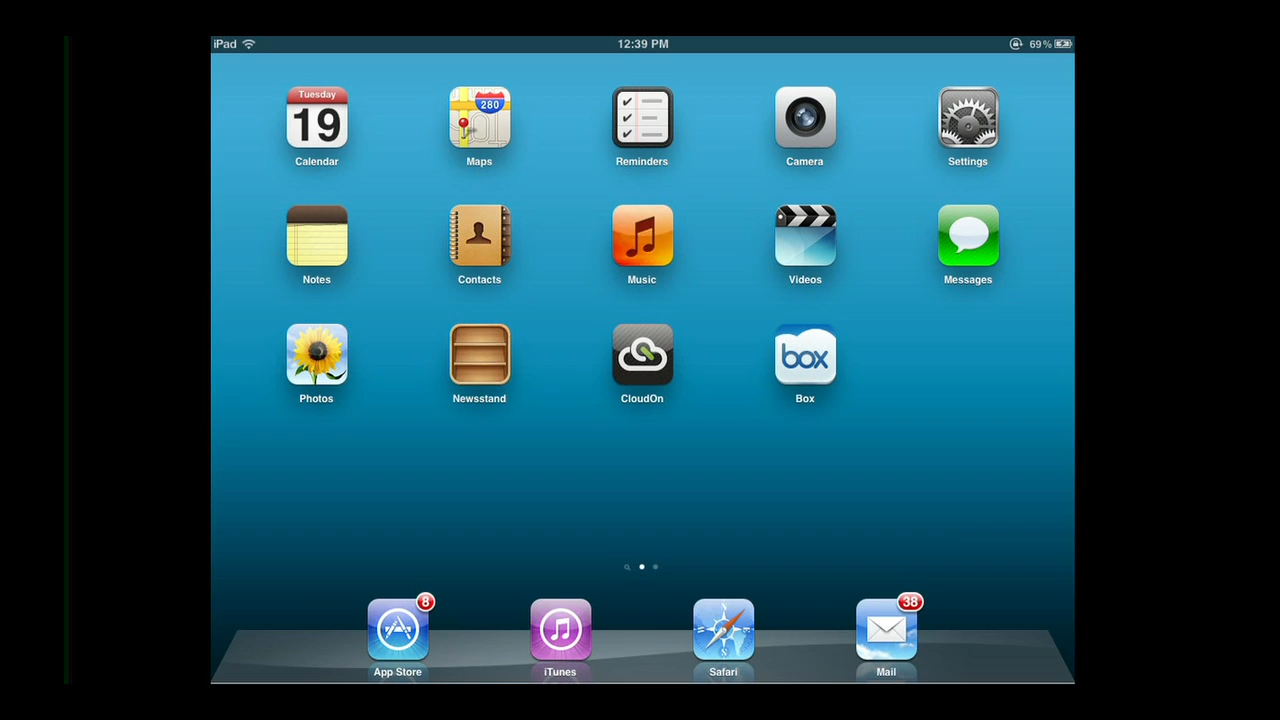 iPad 12:39 PM 69%
Tuesday
280
19
Calendar Maps Reminders Camera Settings
Notes Contacts Music Videos Messages
box
Photos Newsstand CloudOn Box
8 38
App Store iTunes Safari Mail